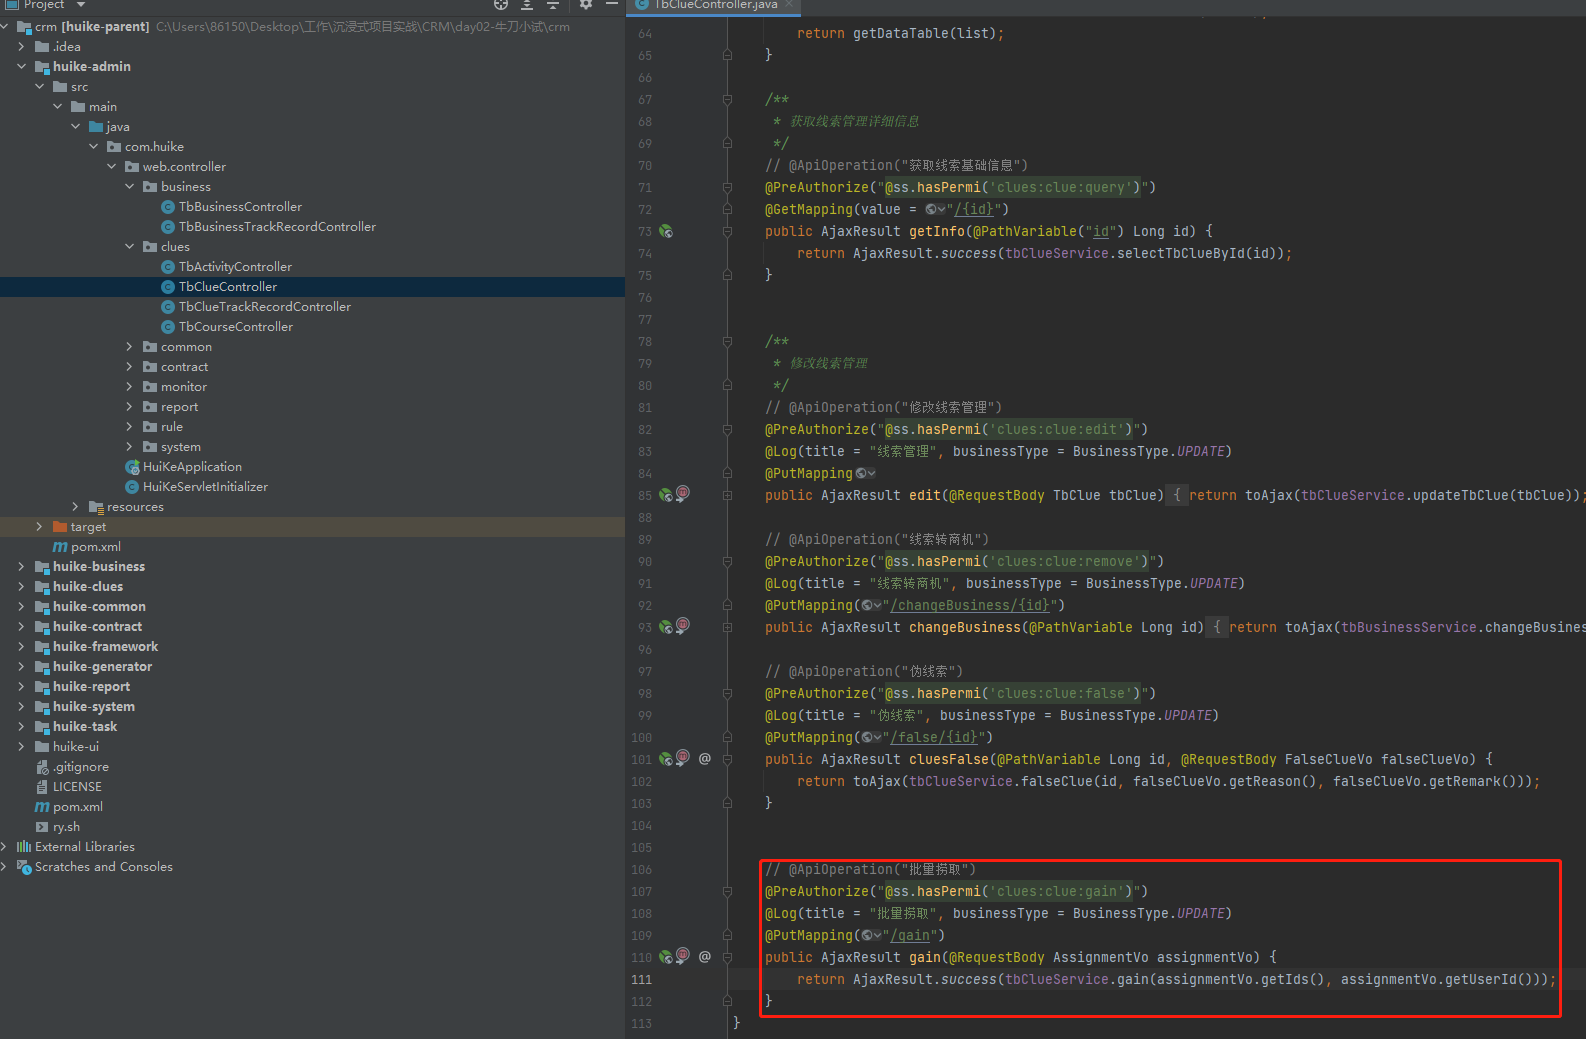 Project
crm [huike-parent] C:\Users\86150\Desktop\工作\沉浸式项目实战\CRM\day02-牛刀小试\crm
.idea
huike-admin
src
main
java
com.huike
web.controller
business
TbBusinessController
TbBusinessTrackRecordController
clues
TbActivityController
TbClueController
TbClueTrackRecordController
TbCourseController
common
contract
monitor
report
rule
system
HuiKeApplication
HuiKeServletInitializer
resources
target
pom.xml
huike-business
huike-clues
huike-common
huike-contract
huike-framework
huike-generator
huike-report
huike-system
huike-task
huike-ui
.gitignore
LICENSE
pom.xml
ry.sh
External Libraries
Scratches and Consoles
TbClueController.java
64 return getDataTable(list);
65 }
66
67 /**
68 * 获取线索管理详细信息
69 */
70 // @ApiOperation("获取线索基础信息")
71 @PreAuthorize("@ss.hasPermi('clues:clue:query')")
72 @GetMapping(value = "/{id}")
73 public AjaxResult getInfo(@PathVariable("id") Long id) {
74 return AjaxResult.success(tbClueService.selectTbClueById(id));
75 }
76
77
78 /**
79 * 修改线索管理
80 */
81 // @ApiOperation("修改线索管理")
82 @PreAuthorize("@ss.hasPermi('clues:clue:edit')")
83 @Log(title = "线索管理", businessType = BusinessType.UPDATE)
84 @PutMapping
85 public AjaxResult edit(@RequestBody TbClue tbClue) { return toAjax(tbClueService.updateTbClue(tbClue));
88
89 // @ApiOperation("线索转商机")
90 @PreAuthorize("@ss.hasPermi('clues:clue:remove')")
91 @Log(title = "线索转商机", businessType = BusinessType.UPDATE)
92 @PutMapping("/changeBusiness/{id}")
93 public AjaxResult changeBusiness(@PathVariable Long id) { return toAjax(tbBusinessService.changeBusines
96
97 // @ApiOperation("伪线索")
98 @PreAuthorize("@ss.hasPermi('clues:clue:false')")
99 @Log(title = "伪线索", businessType = BusinessType.UPDATE)
100 @PutMapping("/false/{id}")
101 @ public AjaxResult cluesFalse(@PathVariable Long id, @RequestBody FalseClueVo falseClueVo) {
102 return toAjax(tbClueService.falseClue(id, falseClueVo.getReason(), falseClueVo.getRemark()));
103 }
104
105
106 // @ApiOperation("批量捞取")
107 @PreAuthorize("@ss.hasPermi('clues:clue:gain')")
108 @Log(title = "批量捞取", businessType = BusinessType.UPDATE)
109 @PutMapping("/gain")
110 @ public AjaxResult gain(@RequestBody AssignmentVo assignmentVo) {
111 return AjaxResult.success(tbClueService.gain(assignmentVo.getIds(), assignmentVo.getUserId()));
112 }
113 }